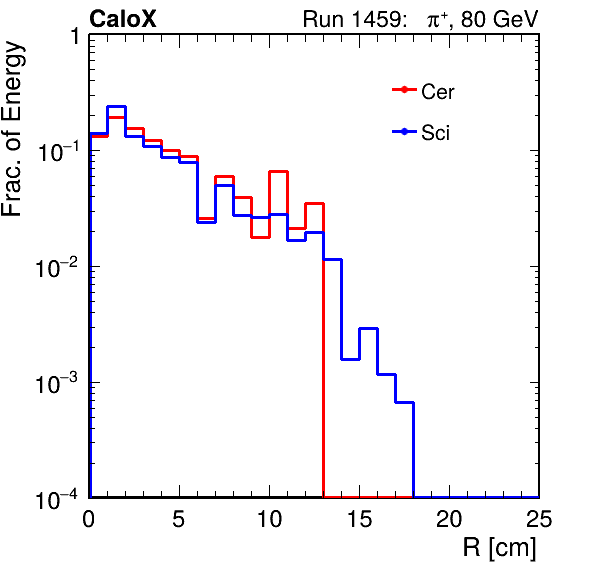 CaloX Run 1459: π⁺, 80 GeV
Frac. of Energy
1
10⁻¹
10⁻²
10⁻³
10⁻⁴
Cer
Sci
0 5 10 15 20 25
R [cm]